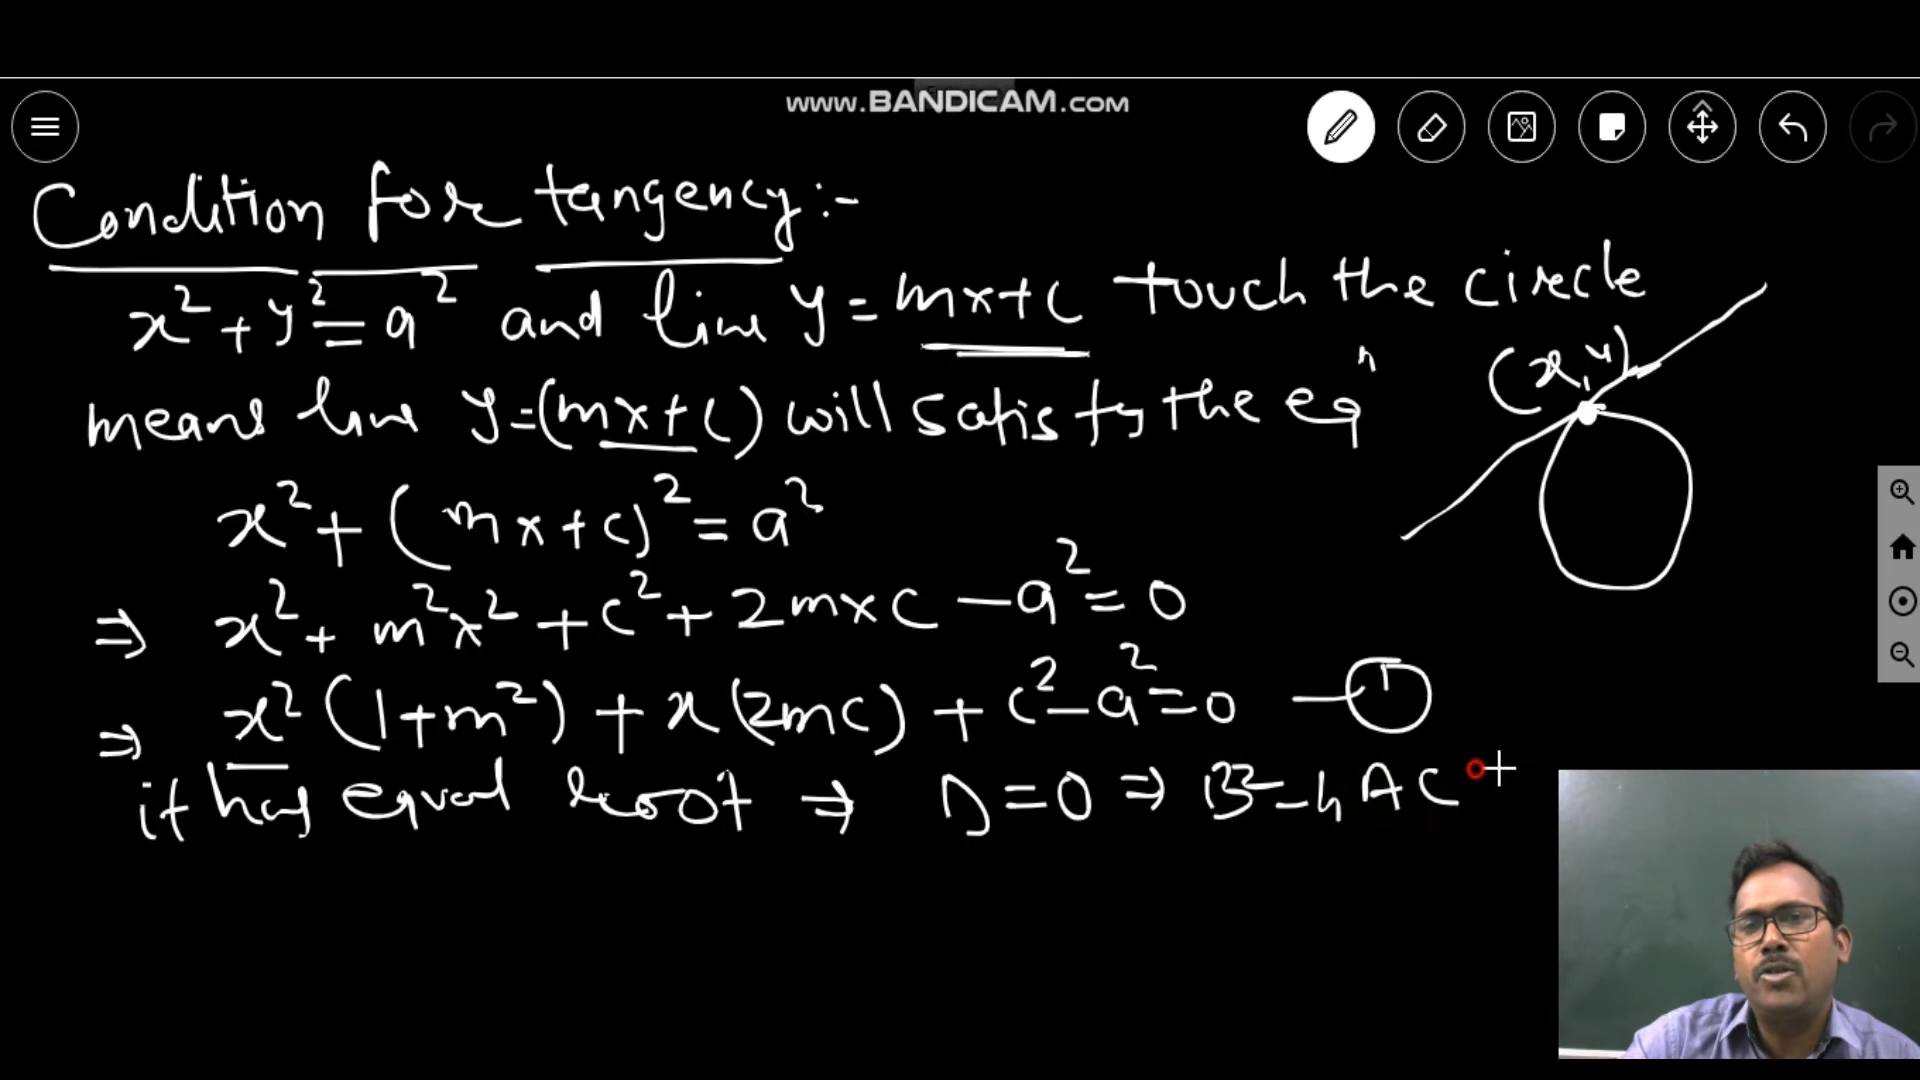 www.BANDICAM.com
Condition for tangency:-
x² + y² = a² and line y = mx+c touch the circle
(x, y)
means line y=(mx+c) will satisfy the eqⁿ
x² + (mx+c)² = a²
⇒ x² + m²x² + c² + 2mxc - a² = 0
⇒ x² (1+m²) + x(2mc) + c² - a² = 0 — ①
it has equal root ⇒ D = 0 ⇒ B² - 4AC